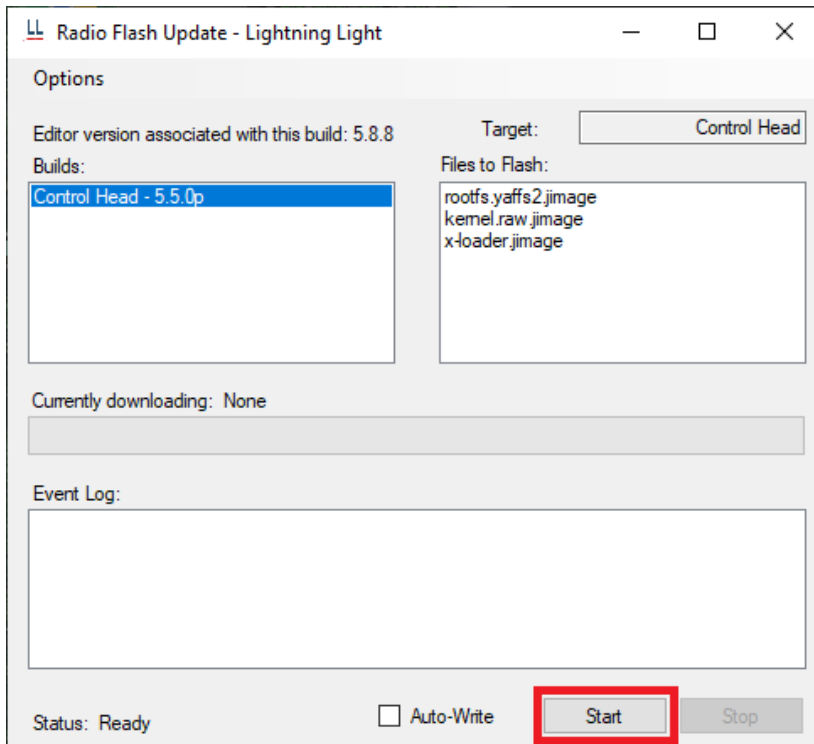 LL Radio Flash Update - Lightning Light
Options
Editor version associated with this build: 5.8.8
Target: Control Head
Builds:
Files to Flash:
Control Head - 5.5.0p
rootfs.yaffs2.jimage
kernel.raw.jimage
x-loader.jimage
Currently downloading: None
Event Log:
Status: Ready
Auto-Write
Start
Stop